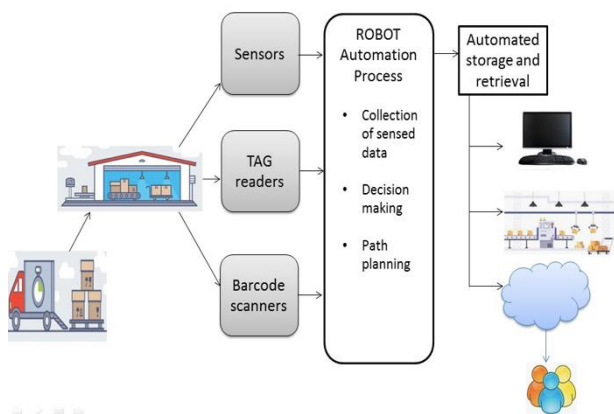 Sensors
TAG
readers
Barcode
scanners
ROBOT
Automation
Process
• Collection
of sensed
data
• Decision
making
• Path
planning
Automated
storage and
retrieval